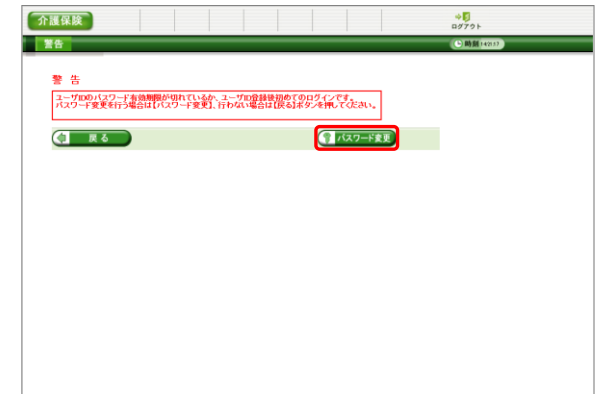 介護保険
ログアウト
警告
時刻 14:21:37
警 告
ユーザIDのパスワード有効期限が切れているか、ユーザID登録後初めてのログインです。
パスワード変更を行う場合は【パスワード変更】、行わない場合は【戻る】ボタンを押してください。
戻る
パスワード変更